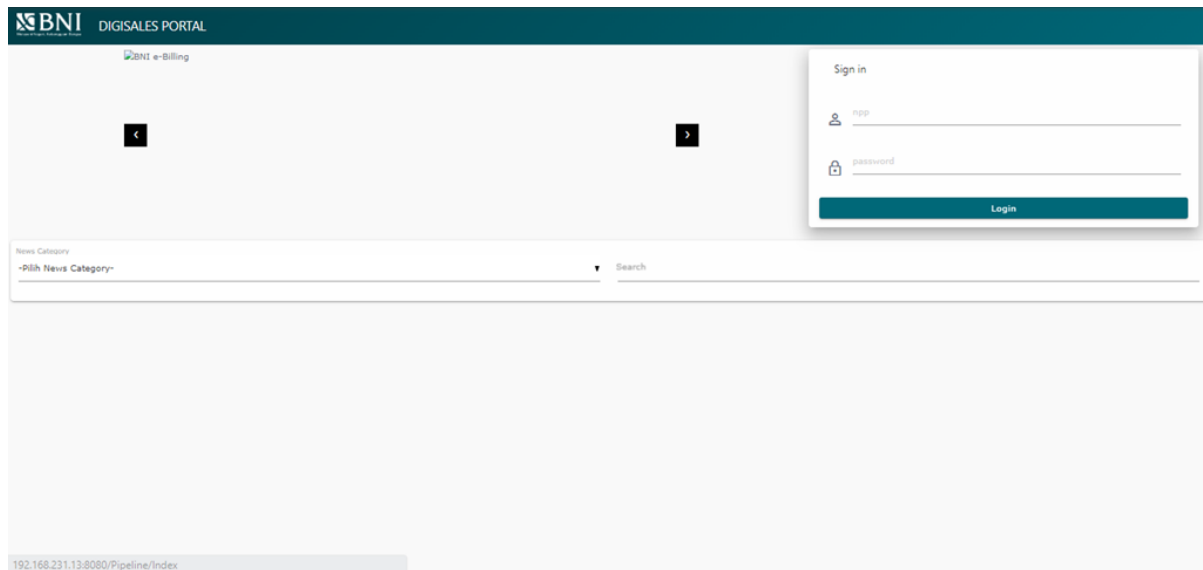 BNI DIGISALES PORTAL
BNI e-Billing
Sign in
npp
password
Login
News Category
-Pilih News Category-
Search
192.168.231.13:8080/Pipeline/Index